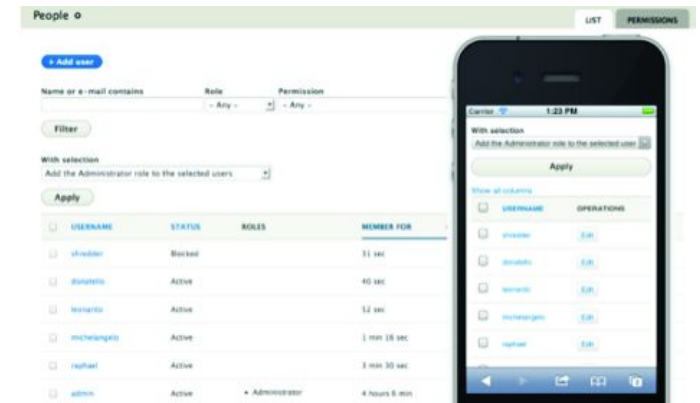 People
LIST
PERMISSIONS
+ Add user
Name or e-mail contains
Role
Permission
- Any -
- Any -
Filter
With selection
Add the Administrator role to the selected users
Apply
USERNAME STATUS ROLES MEMBER FOR
shredder Blocked 31 sec
donatello Active 40 sec
leonardo Active 52 sec
michelangelo Active 1 min 16 sec
raphael Active 3 min 30 sec
admin Active • Administrator 4 hours 6 min
Carrier 1:23 PM
With selection
Add the Administrator role to the selected user
Apply
Show all columns
USERNAME OPERATIONS
shredder Edit
donatello Edit
leonardo Edit
michelangelo Edit
raphael Edit